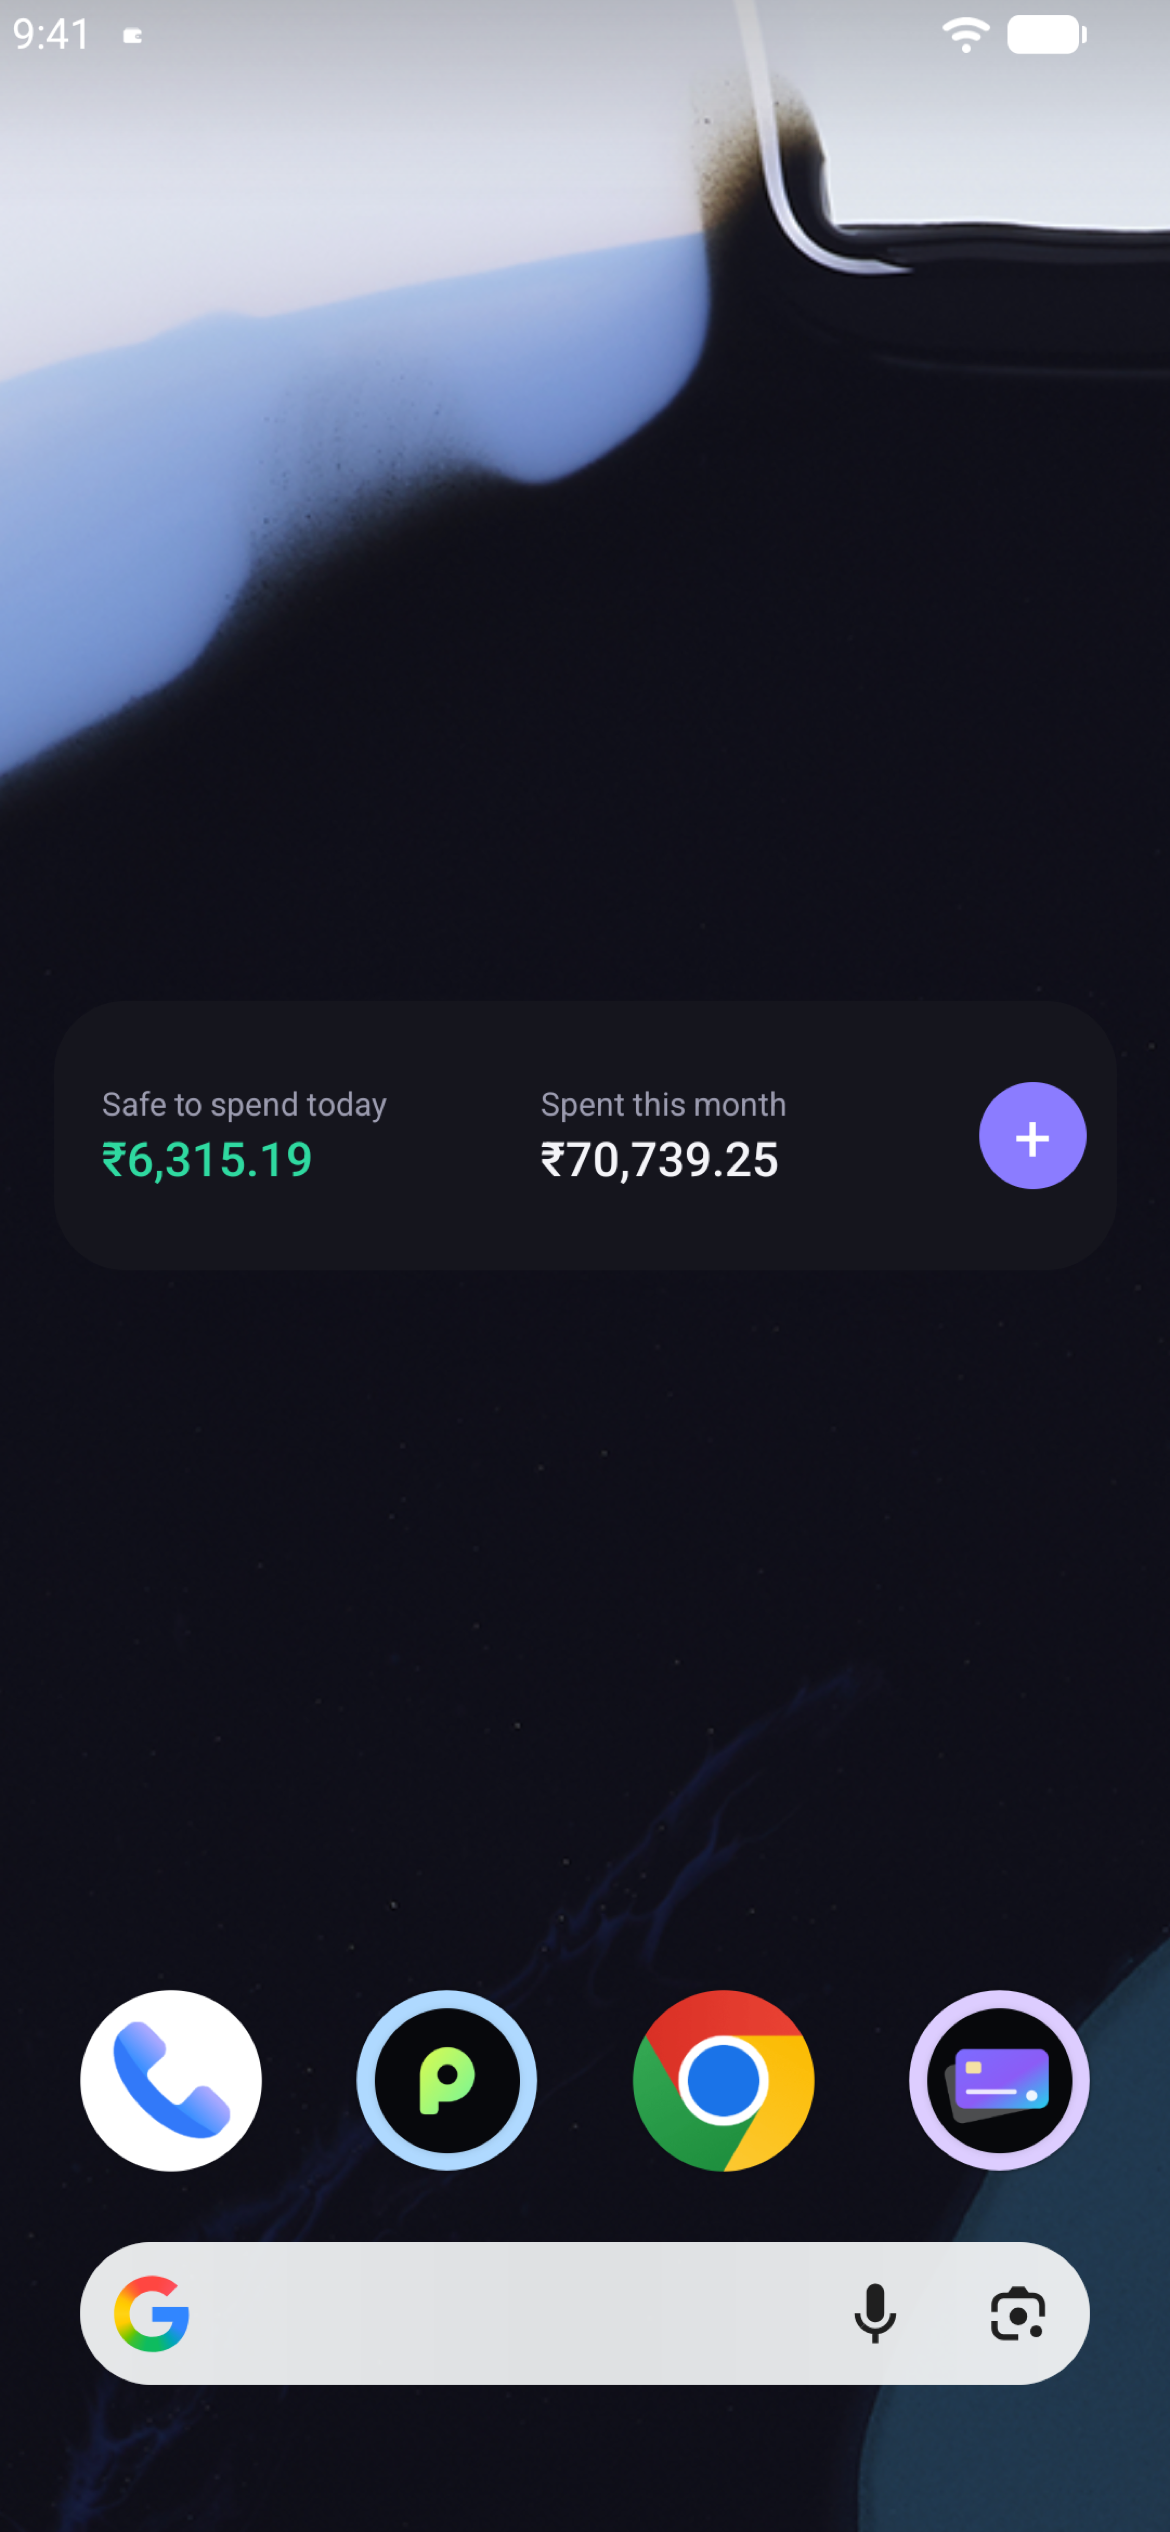 9:41
Safe to spend today
₹6,315.19
Spent this month
₹70,739.25